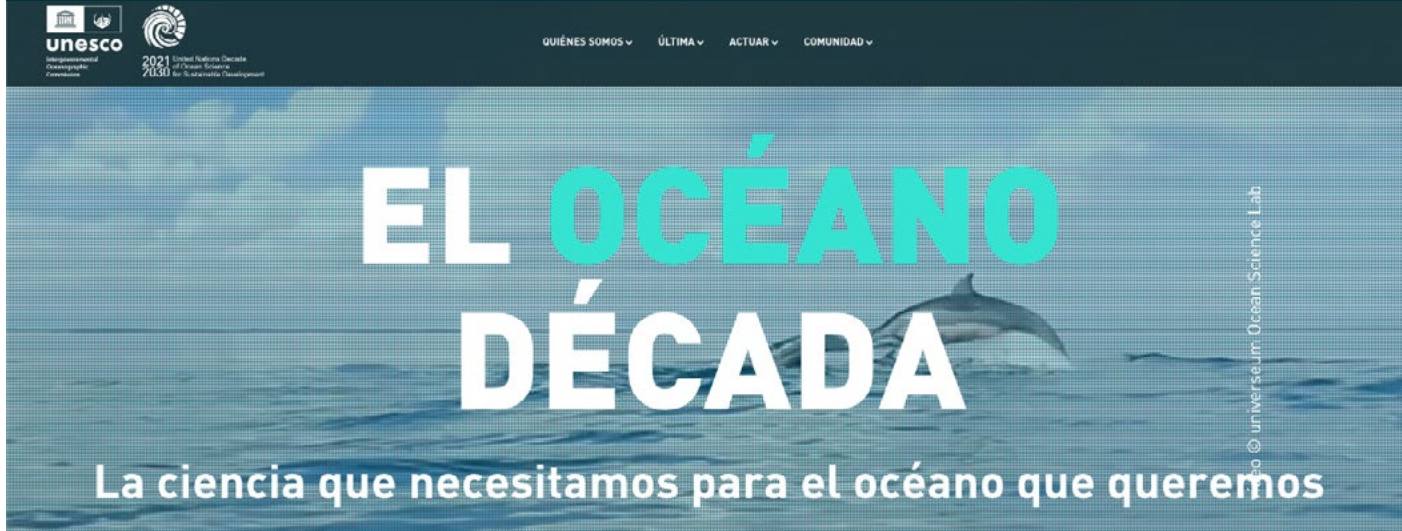 unesco
Intergovernmental
Oceanographic
Commission
2021 United Nations Decade
of Ocean Science
2030 for Sustainable Development
QUIÉNES SOMOS
ÚLTIMA
ACTUAR
COMUNIDAD
EL OCÉANO
DÉCADA
La ciencia que necesitamos para el océano que queremos
© universeum Ocean Science Lab